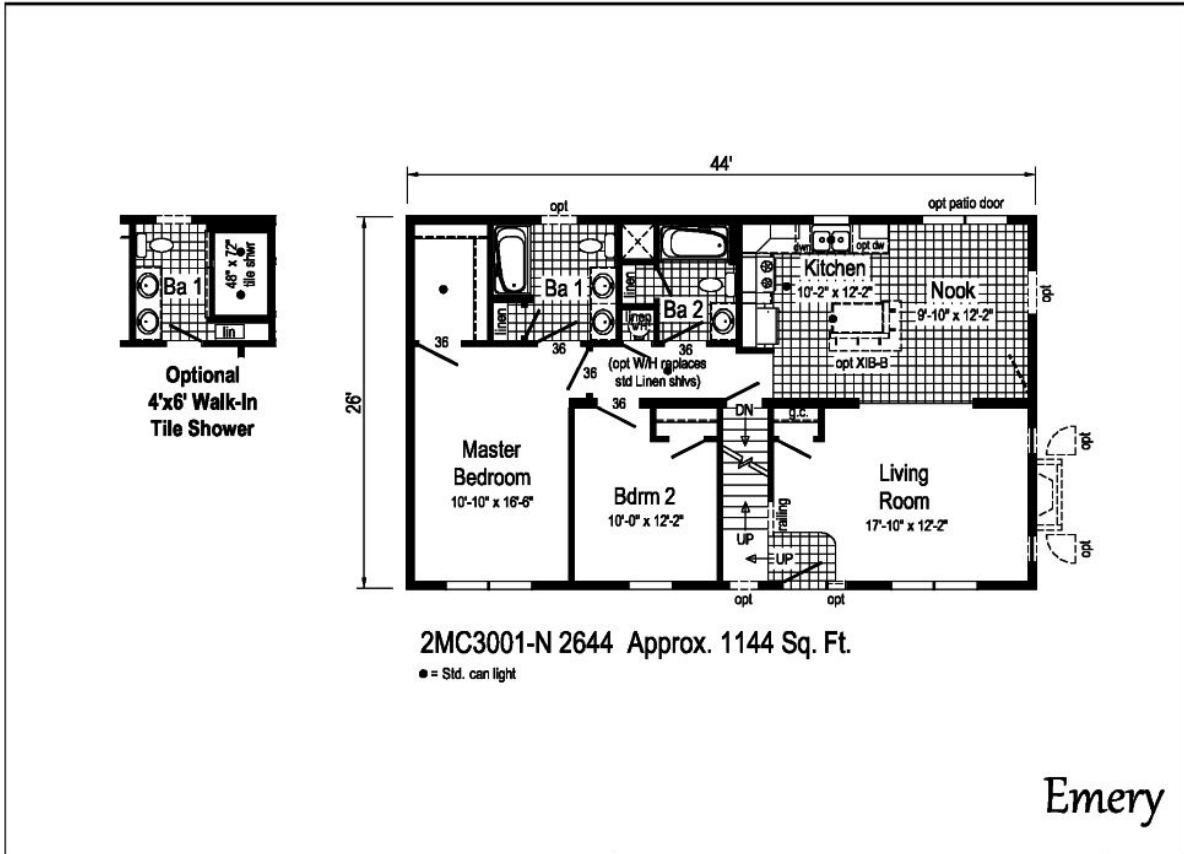 44'
opt
opt patio door
26'
48" x 72"
tile shwr
Ba 1
lin
Optional
4'x6' Walk-In
Tile Shower
Ba 1
linen
linen
linen
WH
Ba 2
dwn
opt dw
Kitchen
10'-2" x 12'-2"
Nook
9'-10" x 12'-2"
opt
opt XIB-B
36
36
36
36
36
(opt W/H replaces
std Linen shlvs)
DN
g.c.
Master
Bedroom
10'-10" x 16'-6"
Bdrm 2
10'-0" x 12'-2"
railing
UP
UP
Living
Room
17'-10" x 12'-2"
opt
opt
opt
opt
2MC3001-N 2644 Approx. 1144 Sq. Ft.
● = Std. can light
Emery